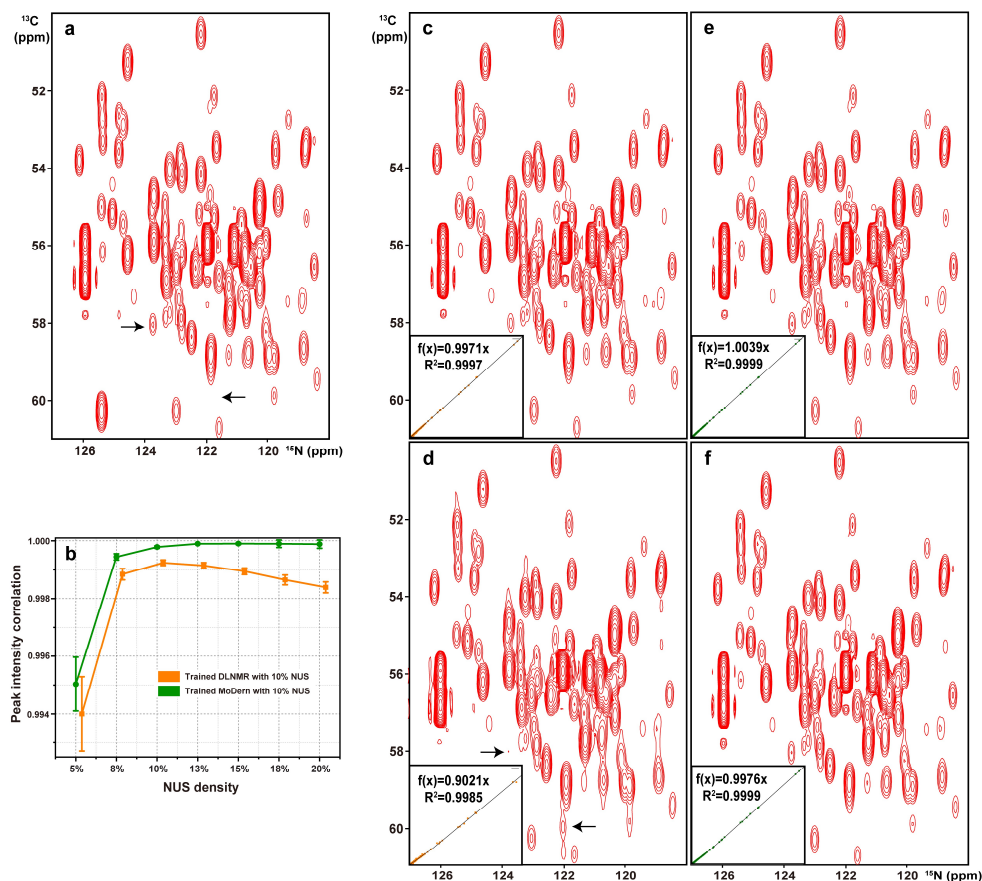 ¹³C
(ppm)
a
52
54
56
58
60
126
124
122
120
¹⁵N (ppm)
¹³C
(ppm)
c
52
54
56
58
60
f(x)=0.9971x
R²=0.9997
e
f(x)=1.0039x
R²=0.9999
b
Peak intensity correlation
1.000
0.998
0.996
0.994
Trained DLNMR with 10% NUS
Trained MoDern with 10% NUS
5%
8%
10%
13%
15%
18%
20%
NUS density
d
52
54
56
58
60
f(x)=0.9021x
R²=0.9985
126
124
122
120
f
f(x)=0.9976x
R²=0.9999
126
124
122
120
¹⁵N (ppm)